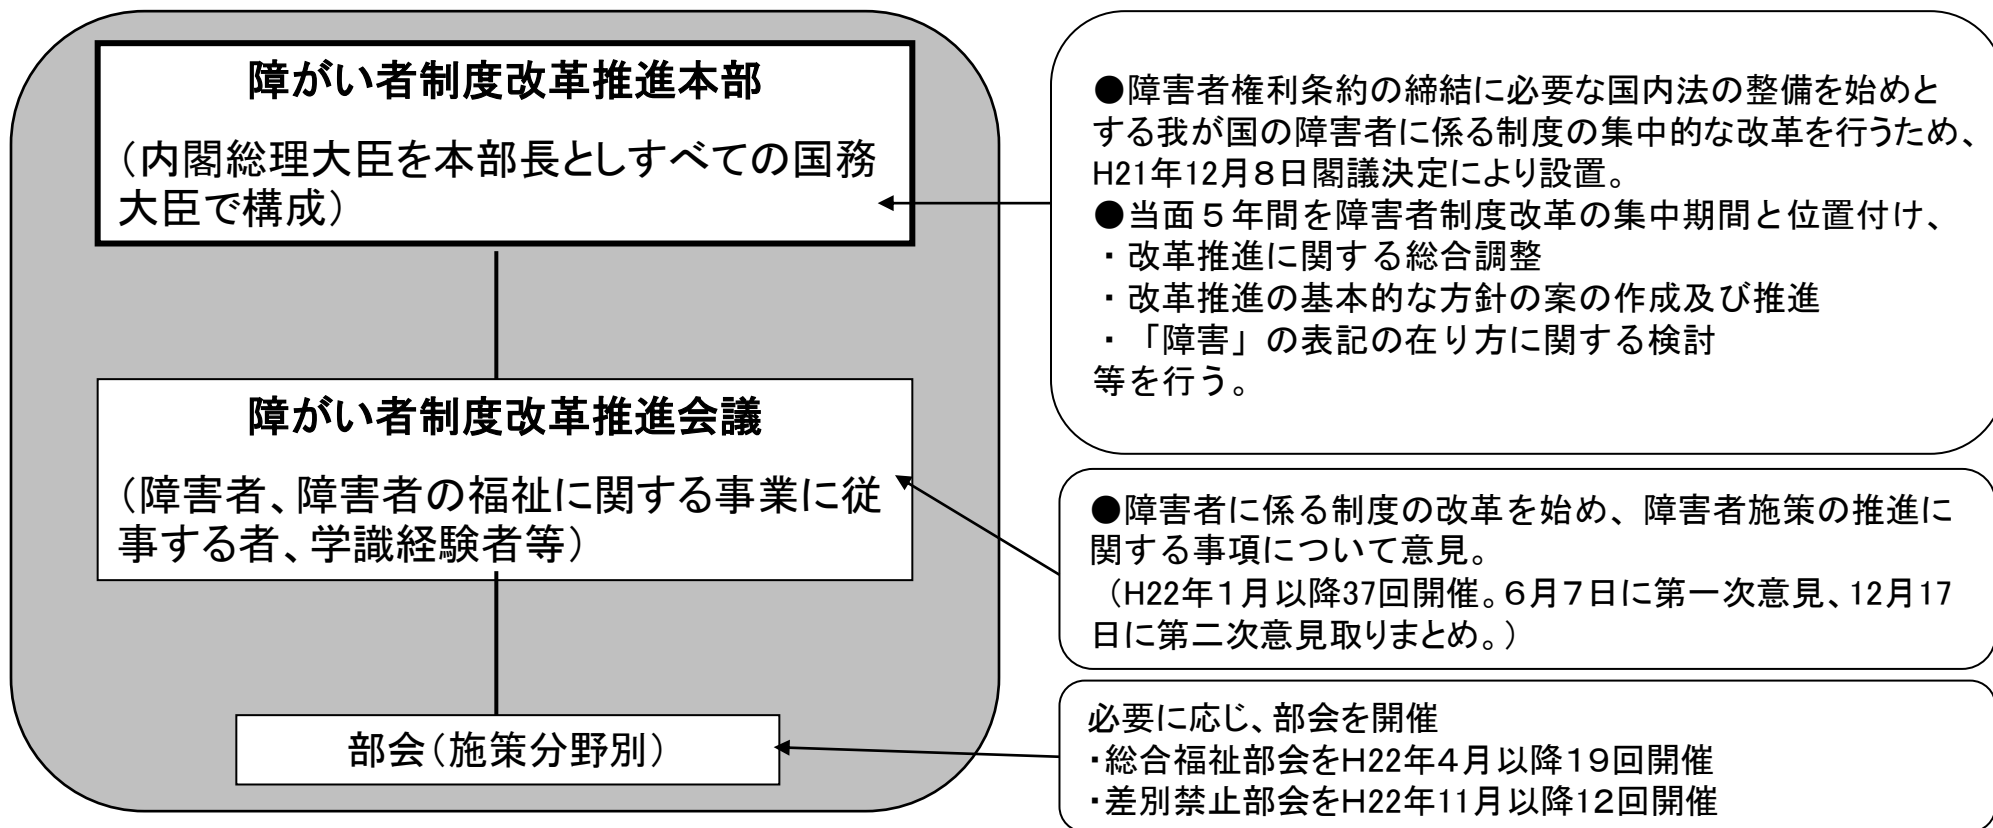 障がい者制度改革推進本部
（内閣総理大臣を本部長としすべての国務
大臣で構成）
障がい者制度改革推進会議
（障害者、障害者の福祉に関する事業に従
事する者、学識経験者等）
部会（施策分野別）
●障害者権利条約の締結に必要な国内法の整備を始めと
する我が国の障害者に係る制度の集中的な改革を行うため、
H21年12月８日閣議決定により設置。
●当面５年間を障害者制度改革の集中期間と位置付け、
・改革推進に関する総合調整
・改革推進の基本的な方針の案の作成及び推進
・「障害」の表記の在り方に関する検討
等を行う。
●障害者に係る制度の改革を始め、障害者施策の推進に
関する事項について意見。
（H22年１月以降37回開催。６月７日に第一次意見、12月17
日に第二次意見取りまとめ。）
必要に応じ、部会を開催
・総合福祉部会をH22年４月以降１９回開催
・差別禁止部会をH22年11月以降１２回開催